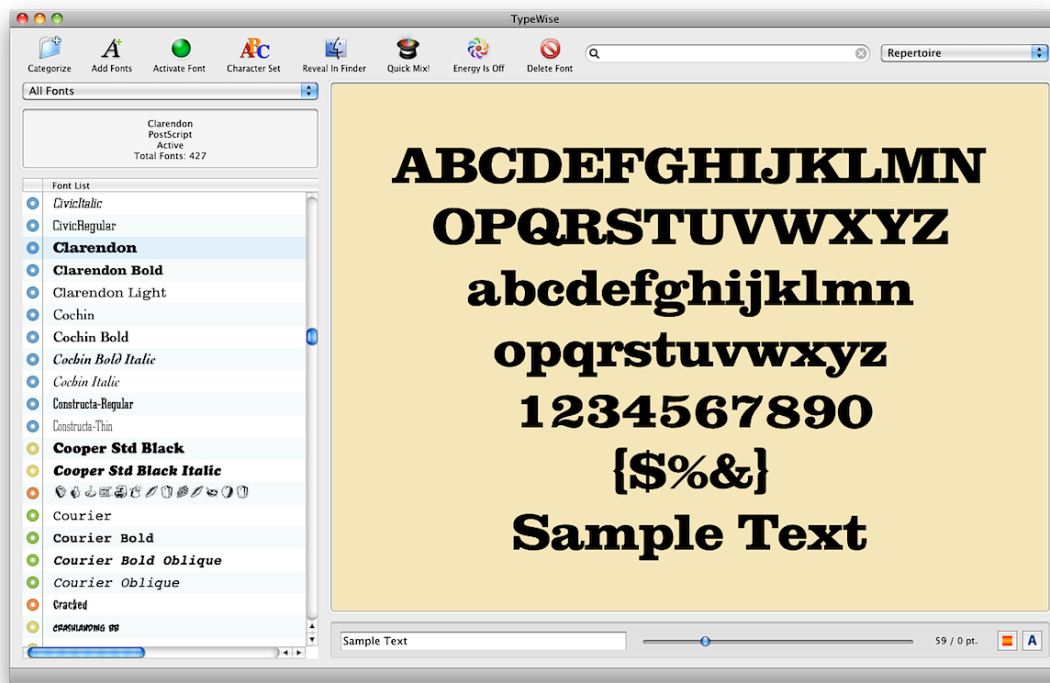 TypeWise
Categorize Add Fonts Activate Font Character Set Reveal In Finder Quick Mix! Energy Is Off Delete Font Repertoire
All Fonts
Clarendon
PostScript
Active
Total Fonts: 427
Font List
CivicItalic
CivicRegular
Clarendon
Clarendon Bold
Clarendon Light
Cochin
Cochin Bold
Cochin Bold Italic
Cochin Italic
Constructa-Regular
Constructa-Thin
Cooper Std Black
Cooper Std Black Italic
Courier
Courier Bold
Courier Bold Oblique
Courier Oblique
Cracked
CRASHLANDING BB
ABCDEFGHIJKLMN
OPQRSTUVWXYZ
abcdefghijklmn
opqrstuvwxyz
1234567890
{$%&}
Sample Text
Sample Text 59 / 0 pt. A